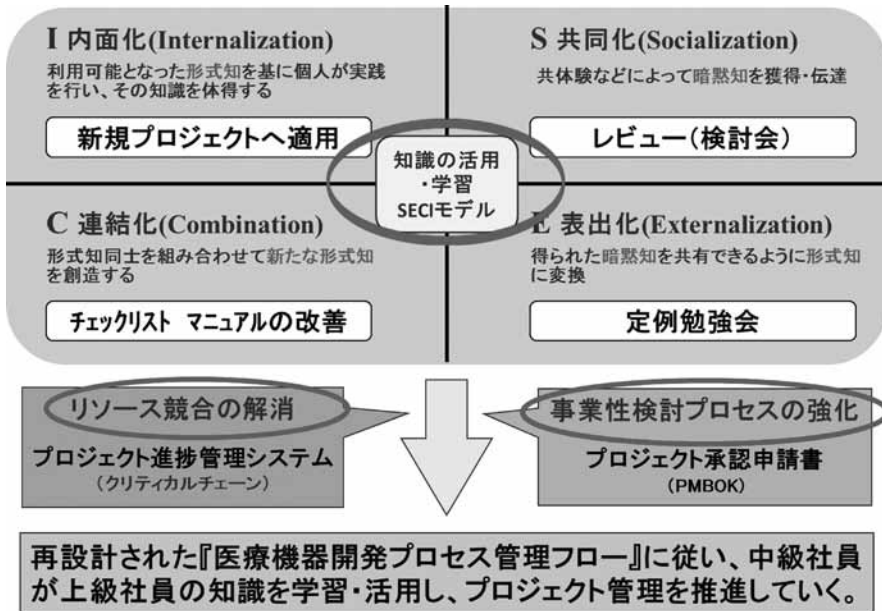 I 内面化(Internalization)
利用可能となった形式知を基に個人が実践
を行い、その知識を体得する
新規プロジェクトへ適用
S 共同化(Socialization)
共体験などによって暗黙知を獲得・伝達
レビュー(検討会)
知識の活用
・学習
SECIモデル
C 連結化(Combination)
形式知同士を組み合わせて新たな形式知
を創造する
チェックリスト マニュアルの改善
E 表出化(Externalization)
得られた暗黙知を共有できるように形式知
に変換
定例勉強会
リソース競合の解消
プロジェクト進捗管理システム
(クリティカルチェーン)
事業性検討プロセスの強化
プロジェクト承認申請書
(PMBOK)
再設計された『医療機器開発プロセス管理フロー』に従い、中級社員
が上級社員の知識を学習・活用し、プロジェクト管理を推進していく。